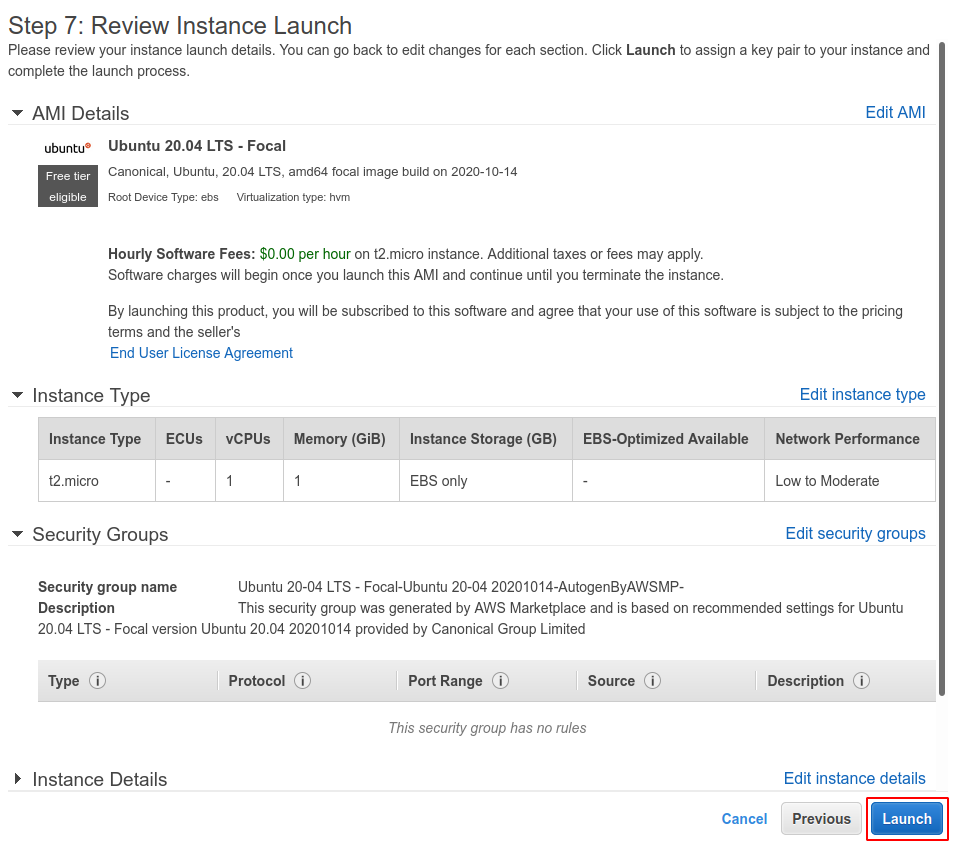 Step 7: Review Instance Launch
Please review your instance launch details. You can go back to edit changes for each section. Click Launch to assign a key pair to your instance and
complete the launch process.
AMI Details
Edit AMI
ubuntu
Ubuntu 20.04 LTS - Focal
Free tier
eligible
Canonical, Ubuntu, 20.04 LTS, amd64 focal image build on 2020-10-14
Root Device Type: ebs Virtualization type: hvm
Hourly Software Fees: $0.00 per hour on t2.micro instance. Additional taxes or fees may apply.
Software charges will begin once you launch this AMI and continue until you terminate the instance.
By launching this product, you will be subscribed to this software and agree that your use of this software is subject to the pricing
terms and the seller's
End User License Agreement
Instance Type
Edit instance type
Instance Type ECUs vCPUs Memory (GiB) Instance Storage (GB) EBS-Optimized Available Network Performance
t2.micro - 1 1 EBS only - Low to Moderate
Security Groups
Edit security groups
Security group name Ubuntu 20-04 LTS - Focal-Ubuntu 20-04 20201014-AutogenByAWSMP-
Description This security group was generated by AWS Marketplace and is based on recommended settings for Ubuntu
20.04 LTS - Focal version Ubuntu 20.04 20201014 provided by Canonical Group Limited
Type i Protocol i Port Range i Source i Description i
This security group has no rules
Instance Details
Edit instance details
Cancel Previous Launch